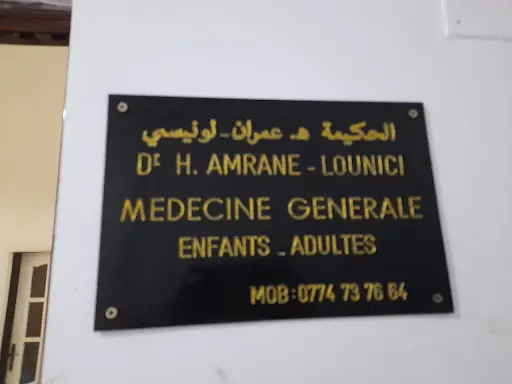 الحكيمة هـ. عمران - لونيسي
Dr H. AMRANE - LOUNICI
MEDECINE GENERALE
ENFANTS - ADULTES
MOB: 0774 73 76 64